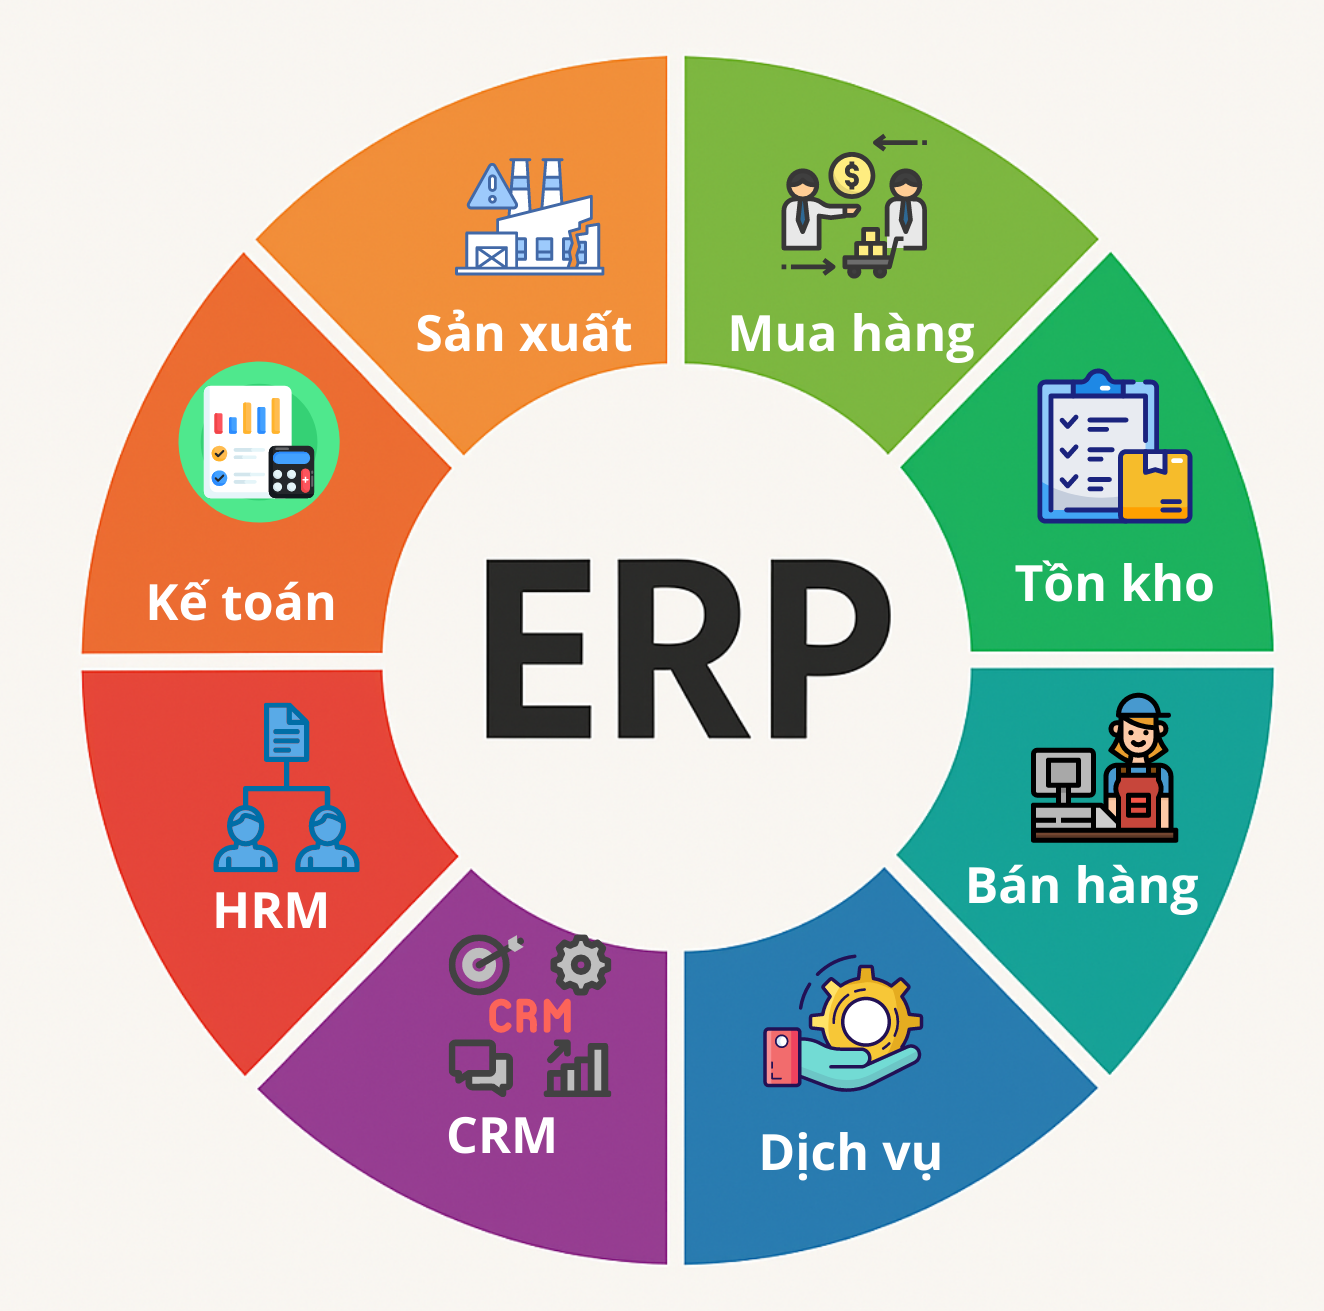 Sản xuất
Mua hàng
Kế toán
Tồn kho
ERP
HRM
Bán hàng
CRM
CRM
Dịch vụ